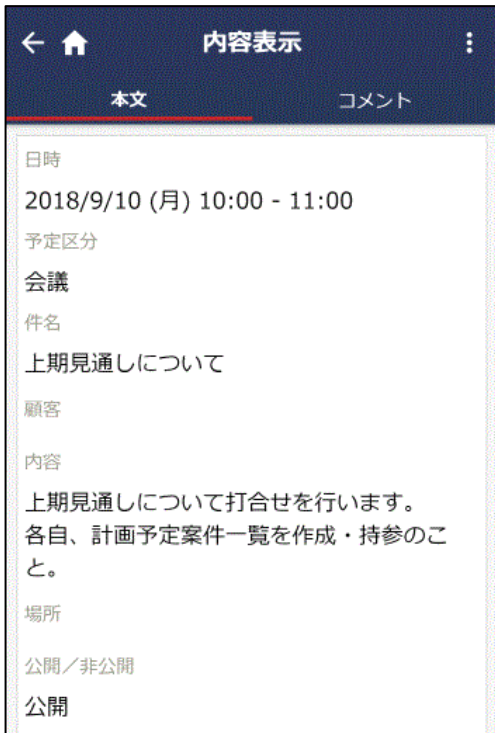 内容表示
本文 コメント
日時
2018/9/10 (月) 10:00 - 11:00
予定区分
会議
件名
上期見通しについて
顧客
内容
上期見通しについて打合せを行います。
各自、計画予定案件一覧を作成・持参のこ
と。
場所
公開／非公開
公開